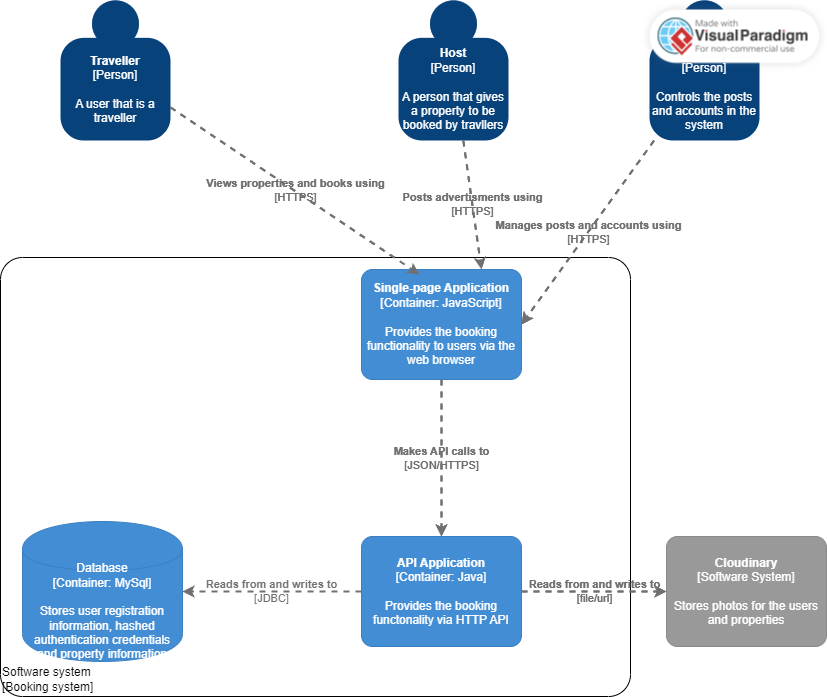 Made with
VisualParadigm
For non-commercial use
Traveller
[Person]
A user that is a
traveller
Host
[Person]
A person that gives
a property to be
booked by travllers
[Person]
Controls the posts
and accounts in the
system
Views properties and books using
[HTTPS]
Posts advertisments using
[HTTPS]
Manages posts and accounts using
[HTTPS]
Single-page Application
[Container: JavaScript]
Provides the booking
functionality to users via the
web browser
Makes API calls to
[JSON/HTTPS]
Database
[Container: MySql]
Stores user registration
information, hashed
authentication credentials
and property information
Reads from and writes to
[JDBC]
API Application
[Container: Java]
Provides the booking
functonality via HTTP API
Reads from and writes to
[file/url]
Cloudinary
[Software System]
Stores photos for the users
and properties
Software system
[Booking system]